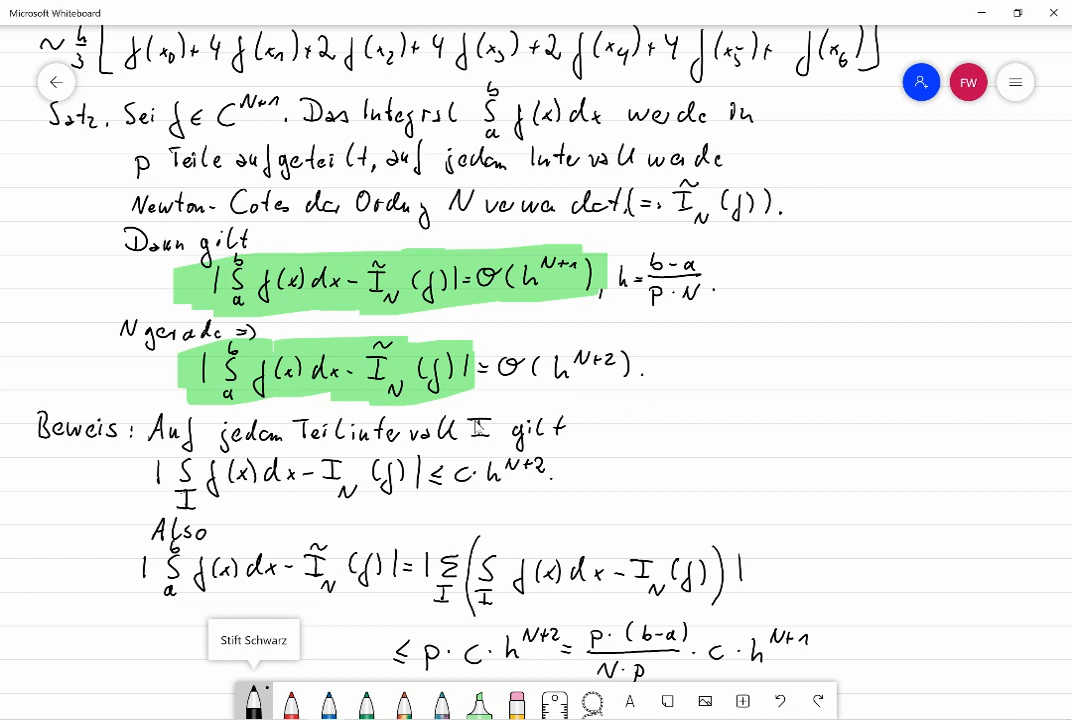 Microsoft Whiteboard
~ h/3 [ f(x₀) + 4 f(x₁) + 2 f(x₂) + 4 f(x₃) + 2 f(x₄) + 4 f(x₅) + f(x₆) ]
FW
Satz. Sei f ∈ C^{N+1}. Das Integral ∫_a^b f(x) dx werde in
p Teile aufgeteilt, auf jedem Intervall werde
Newton-Cotes der Ordnung N verwendet (=: Ĩ_N (f)).
Dann gilt
| ∫_a^b f(x) dx - Ĩ_N (f) | = O(h^{N+1}), h = (b-a)/(p·N).
N gerade ⇒
| ∫_a^b f(x) dx - Ĩ_N (f) | = O(h^{N+2}).
Beweis: Auf jedem Teilintervall I gilt
| ∫_I f(x) dx - I_N (f) | ≤ c · h^{N+2}.
Also
| ∫_a^b f(x) dx - Ĩ_N (f) | = | Σ_I ( ∫_I f(x) dx - I_N (f) ) |
≤ p · c · h^{N+2} = (p · (b-a))/(N·p) · c · h^{N+1}
Stift Schwarz